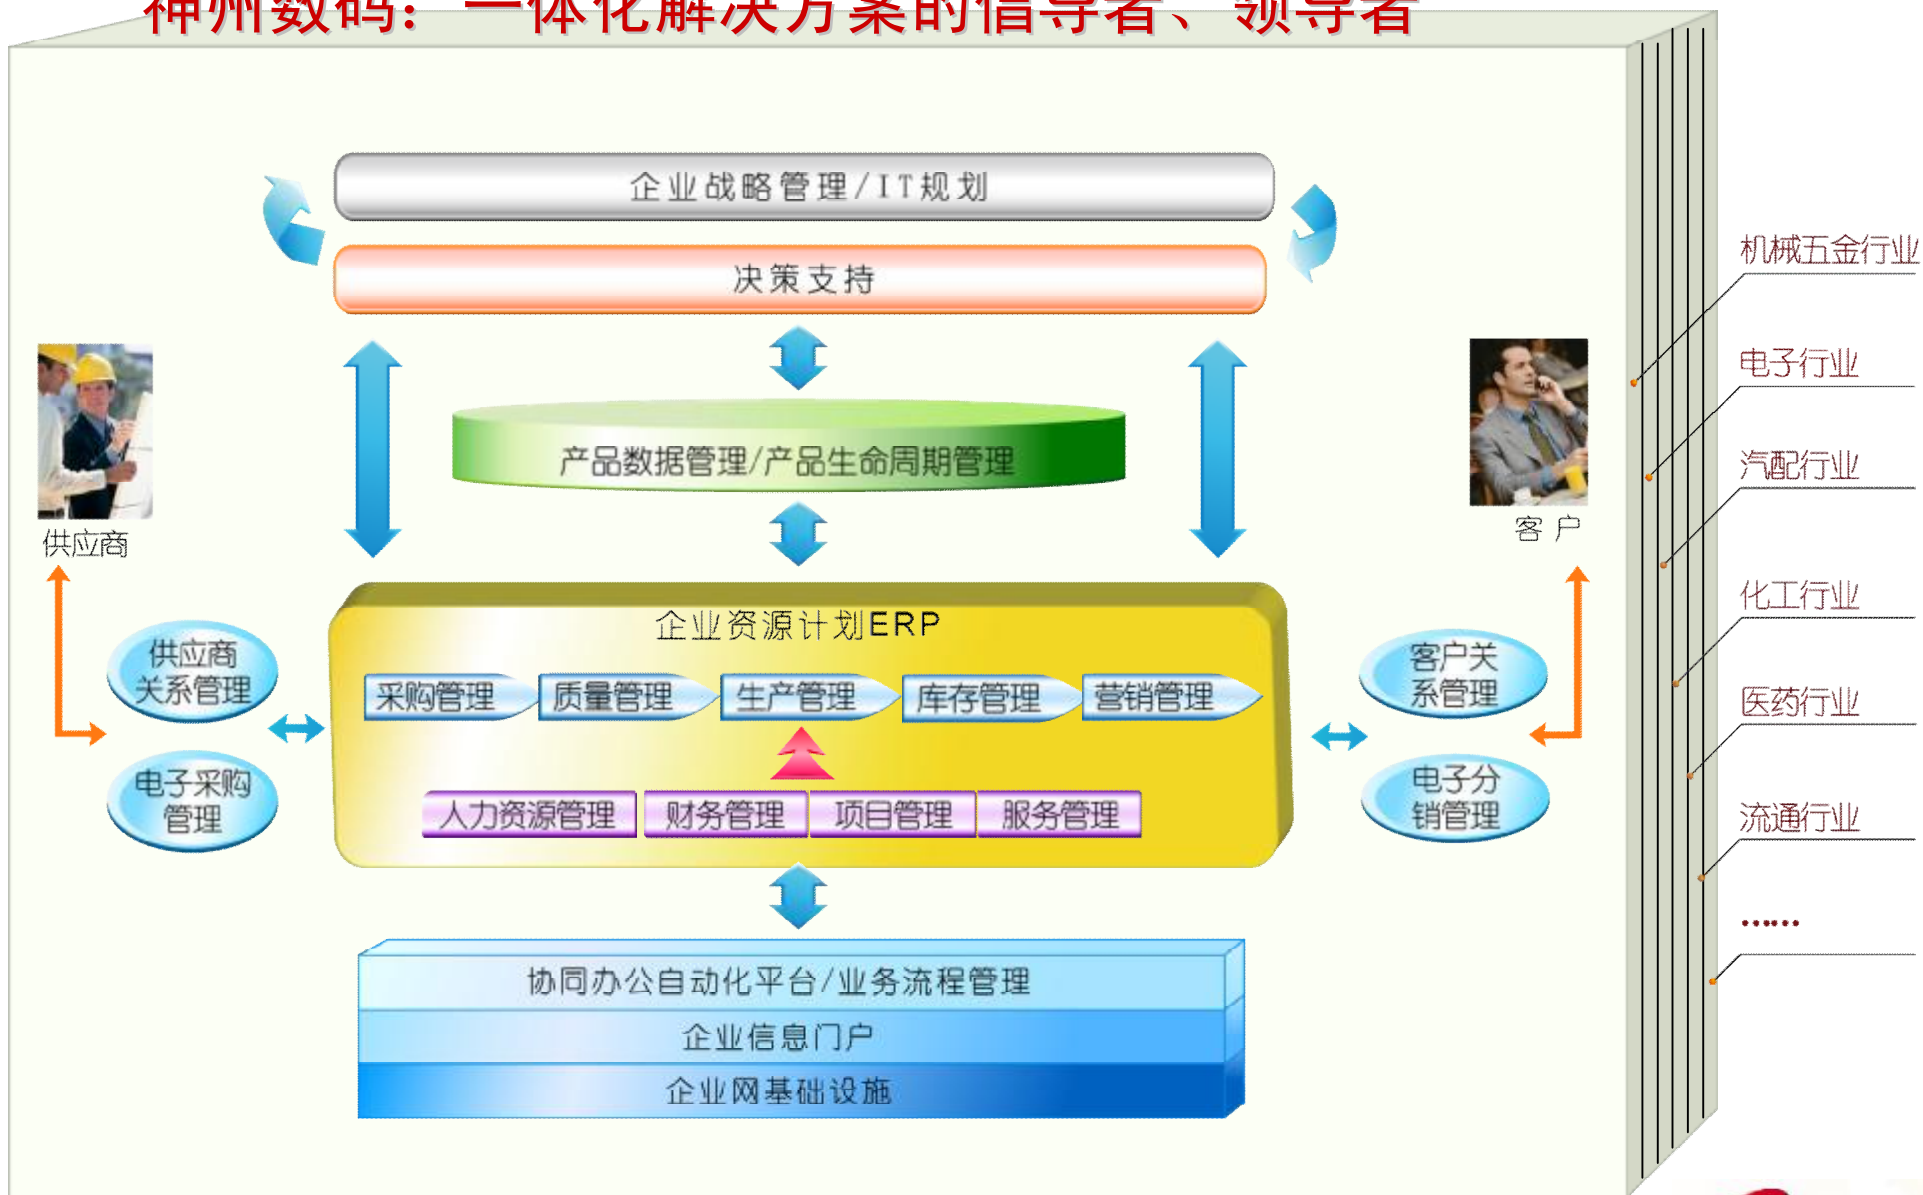 神州数码：一体化解决方案的倡导者、领导者
企业战略管理/IT规划
决策支持
产品数据管理/产品生命周期管理
供应商
客 户
企业资源计划ERP
供应商
关系管理
电子采购
管理
采购管理
质量管理
生产管理
库存管理
营销管理
人力资源管理
财务管理
项目管理
服务管理
客户关
系管理
电子分
销管理
协同办公自动化平台/业务流程管理
企业信息门户
企业网基础设施
机械五金行业
电子行业
汽配行业
化工行业
医药行业
流通行业
……